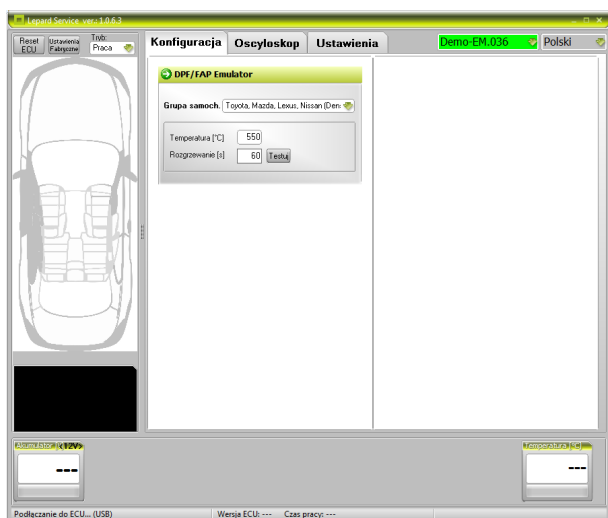 Lepard Service ver.: 1.0.6.3
Reset ECU
Ustawienia Fabryczne
Tryb:
Praca
Konfiguracja Oscyloskop Ustawienia
Demo-EM.036
Polski
DPF/FAP Emulator
Grupa samoch. Toyota, Mazda, Lexus, Nissan (Den
Temperatura [°C] 550
Rozgrzewanie [s] 60 Testuj
Akumulator <12V>
---
Temperatura [°C]
---
Podłączanie do ECU... (USB) Wersja ECU: --- Czas pracy: ---